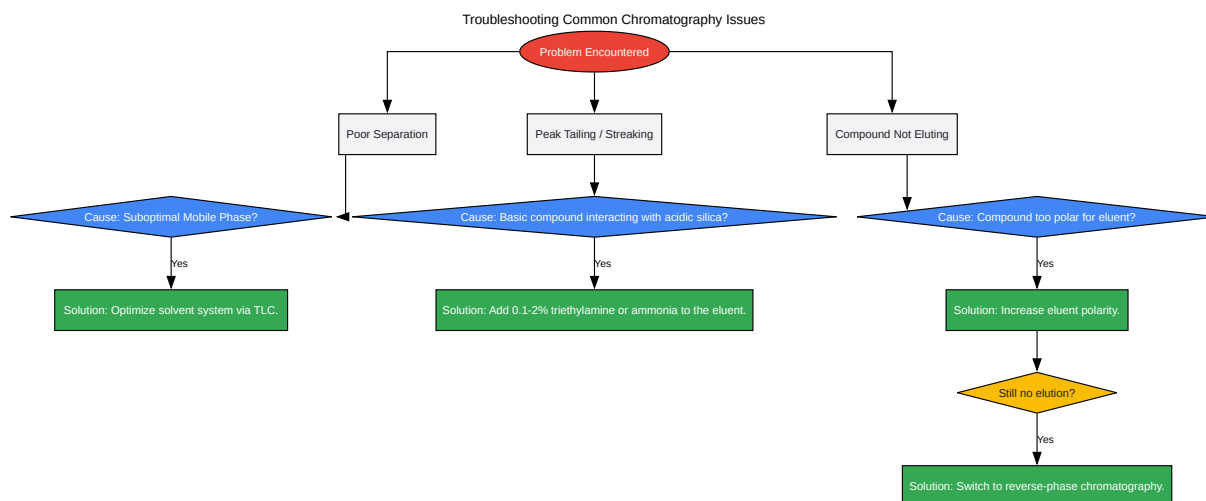 Troubleshooting Common Chromatography Issues
Problem Encountered
Poor Separation
Peak Tailing / Streaking
Compound Not Eluting
Cause: Suboptimal Mobile Phase?
Cause: Basic compound interacting with acidic silica?
Cause: Compound too polar for eluent?
Yes
Yes
Yes
Solution: Optimize solvent system via TLC.
Solution: Add 0.1-2% triethylamine or ammonia to the eluent.
Solution: Increase eluent polarity.
Still no elution?
Yes
Solution: Switch to reverse-phase chromatography.